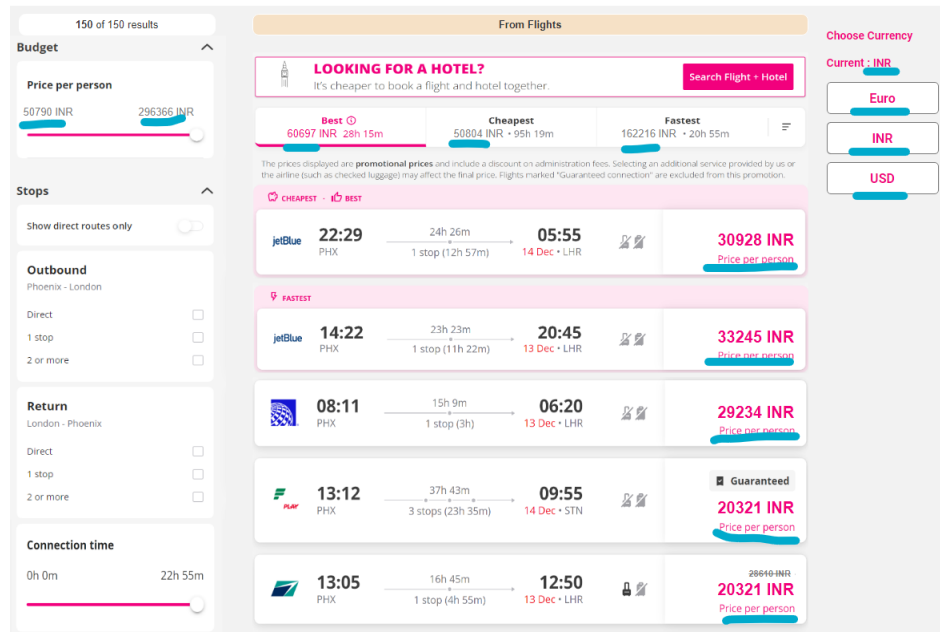 150 of 150 results
Budget
Price per person
50790 INR
296366 INR
Stops
Show direct routes only
Outbound
Phoenix - London
Direct
1 stop
2 or more
Return
London - Phoenix
Direct
1 stop
2 or more
Connection time
0h 0m
22h 55m
From Flights
LOOKING FOR A HOTEL?
It's cheaper to book a flight and hotel together.
Search Flight + Hotel
Best
60697 INR 28h 15m
Cheapest
50804 INR • 95h 19m
Fastest
162216 INR • 20h 55m
The prices displayed are promotional prices and include a discount on administration fees. Selecting an additional service provided by us or
the airline (such as checked luggage) may affect the final price. Flights marked "Guaranteed connection" are excluded from this promotion.
CHEAPEST - BEST
jetBlue
22:29
PHX
24h 26m
1 stop (12h 57m)
05:55
14 Dec • LHR
30928 INR
Price per person
FASTEST
jetBlue
14:22
PHX
23h 23m
1 stop (11h 22m)
20:45
13 Dec • LHR
33245 INR
Price per person
08:11
PHX
15h 9m
1 stop (3h)
06:20
13 Dec • LHR
29234 INR
Price per person
PLAY
13:12
PHX
37h 43m
3 stops (23h 35m)
09:55
14 Dec • STN
Guaranteed
20321 INR
Price per person
13:05
PHX
16h 45m
1 stop (4h 55m)
12:50
13 Dec • LHR
28610 INR
20321 INR
Price per person
Choose Currency
Current : INR
Euro
INR
USD